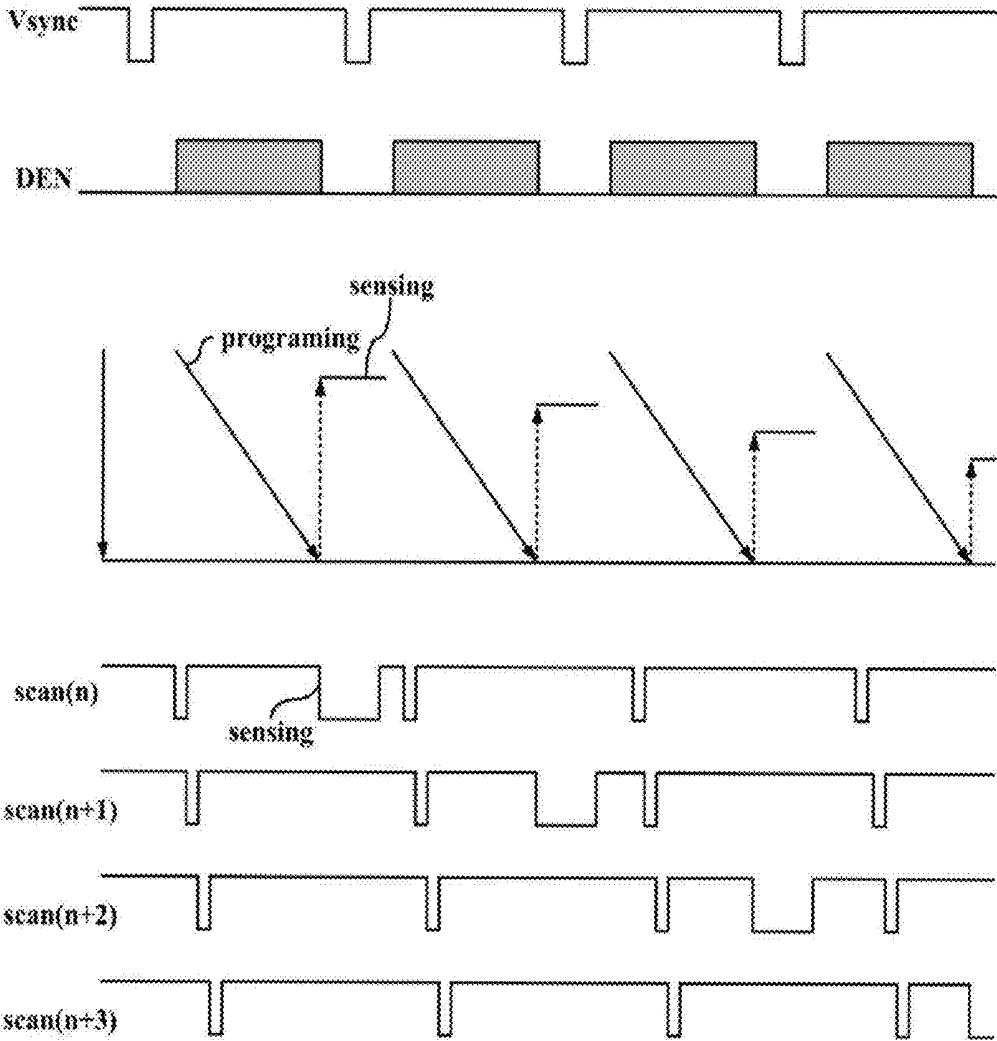 Vsync
DEN
sensing
programing
scan(n)
sensing
scan(n+1)
scan(n+2)
scan(n+3)